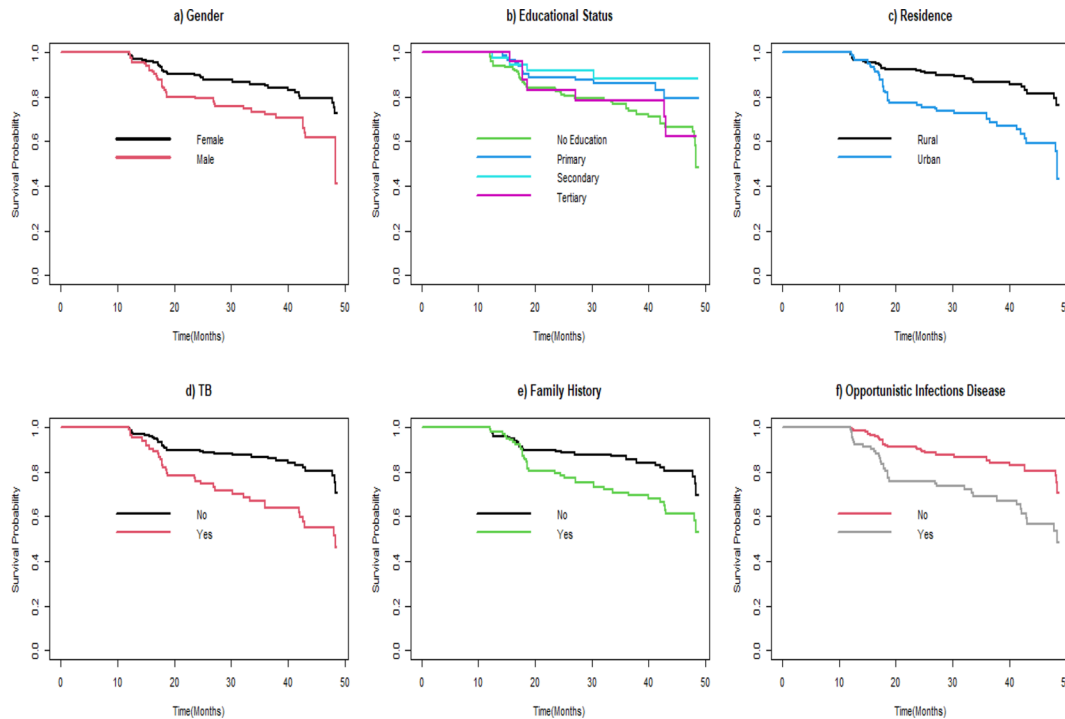 a) Gender
Survival Probability
1.0
0.8
0.6
0.4
0.2
0.0
Female
Male
0 10 20 30 40 50
Time(Months)
b) Educational Status
Survival Probability
1.0
0.8
0.6
0.4
0.2
0.0
No Education
Primary
Secondary
Tertiary
0 10 20 30 40 50
Time(Months)
c) Residence
Survival Probability
1.0
0.8
0.6
0.4
0.2
0.0
Rural
Urban
0 10 20 30 40 50
Time(Months)
d) TB
Survival Probability
1.0
0.8
0.6
0.4
0.2
0.0
No
Yes
0 10 20 30 40 50
Time(Months)
e) Family History
Survival Probability
1.0
0.8
0.6
0.4
0.2
0.0
No
Yes
0 10 20 30 40 50
Time(Months)
f) Opportunistic Infections Disease
Survival Probability
1.0
0.8
0.6
0.4
0.2
0.0
No
Yes
0 10 20 30 40 50
Time(Months)